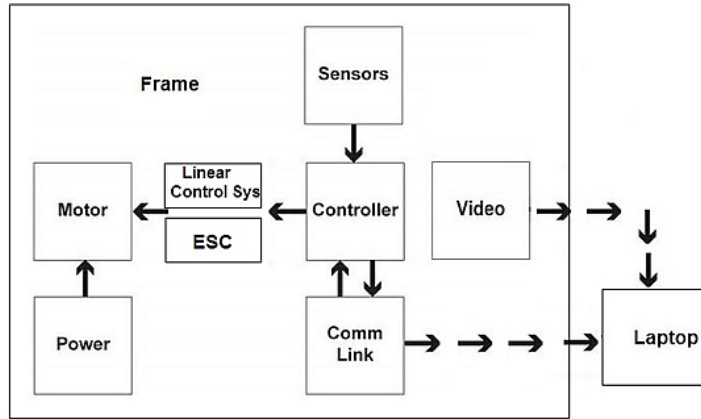 Sensors
Frame
Linear
Control Sys
Motor
Controller
Video
ESC
Power
Comm
Link
Laptop